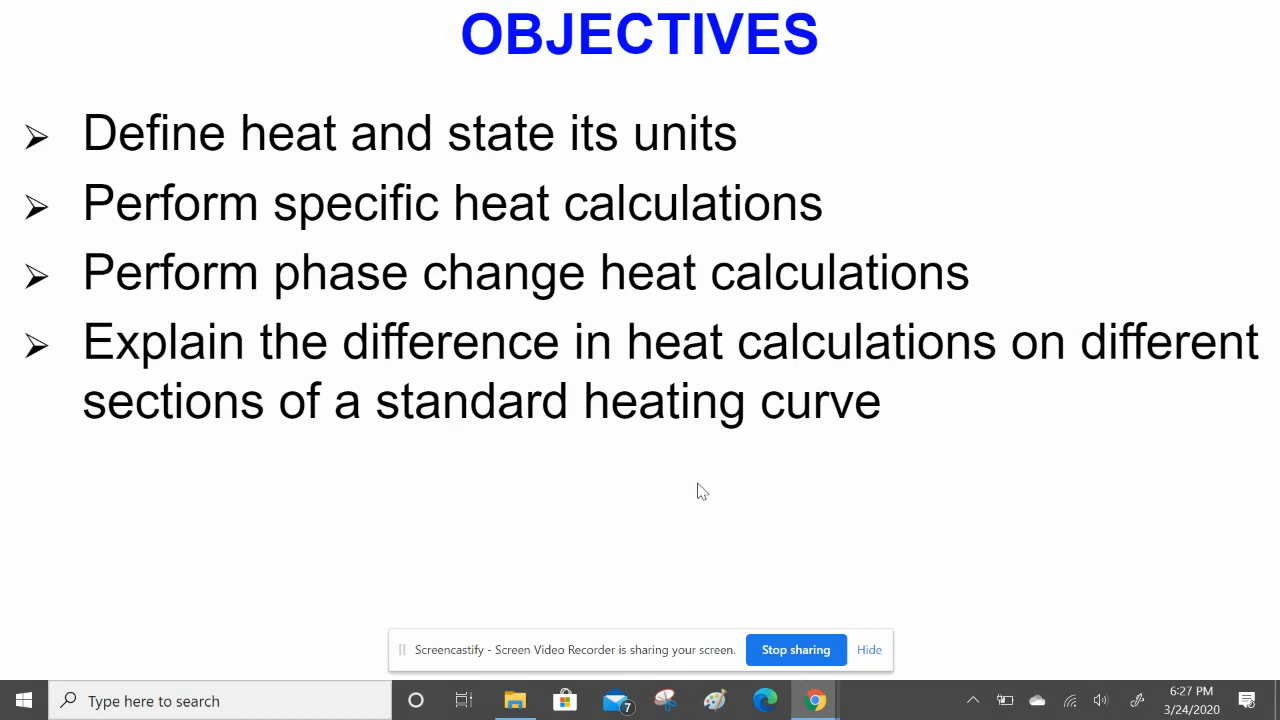 OBJECTIVES
➢ Define heat and state its units
➢ Perform specific heat calculations
➢ Perform phase change heat calculations
➢ Explain the difference in heat calculations on different
sections of a standard heating curve
Screencastify - Screen Video Recorder is sharing your screen. Stop sharing Hide
Type here to search
7
6:27 PM
3/24/2020